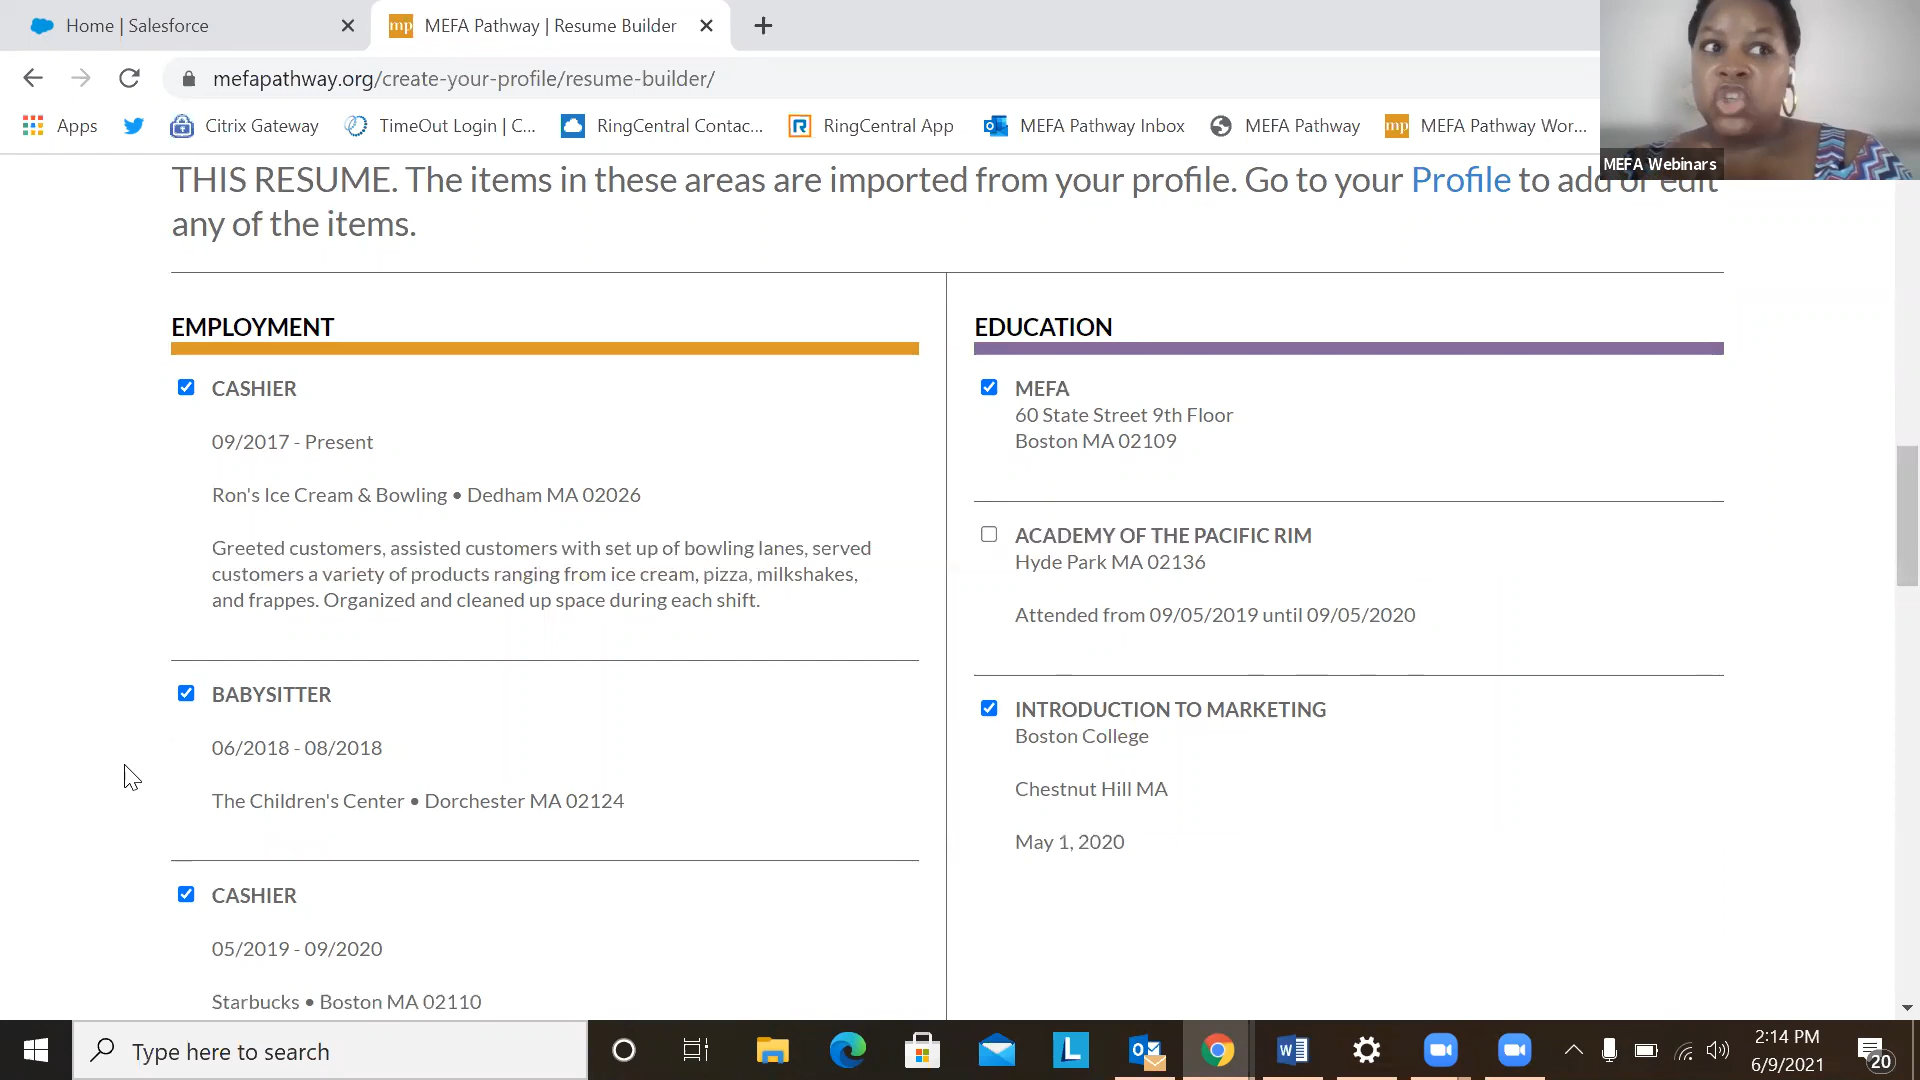 Home | Salesforce
mp MEFA Pathway | Resume Builder
mefapathway.org/create-your-profile/resume-builder/
Apps Citrix Gateway TimeOut Login | C... RingCentral Contac... RingCentral App MEFA Pathway Inbox MEFA Pathway mp MEFA Pathway Wor...
MEFA Webinars
THIS RESUME. The items in these areas are imported from your profile. Go to your Profile to add or edit
any of the items.
EMPLOYMENT
CASHIER
09/2017 - Present
Ron's Ice Cream & Bowling • Dedham MA 02026
Greeted customers, assisted customers with set up of bowling lanes, served
customers a variety of products ranging from ice cream, pizza, milkshakes,
and frappes. Organized and cleaned up space during each shift.
BABYSITTER
06/2018 - 08/2018
The Children's Center • Dorchester MA 02124
CASHIER
05/2019 - 09/2020
Starbucks • Boston MA 02110
EDUCATION
MEFA
60 State Street 9th Floor
Boston MA 02109
ACADEMY OF THE PACIFIC RIM
Hyde Park MA 02136
Attended from 09/05/2019 until 09/05/2020
INTRODUCTION TO MARKETING
Boston College
Chestnut Hill MA
May 1, 2020
Type here to search
2:14 PM
6/9/2021
20